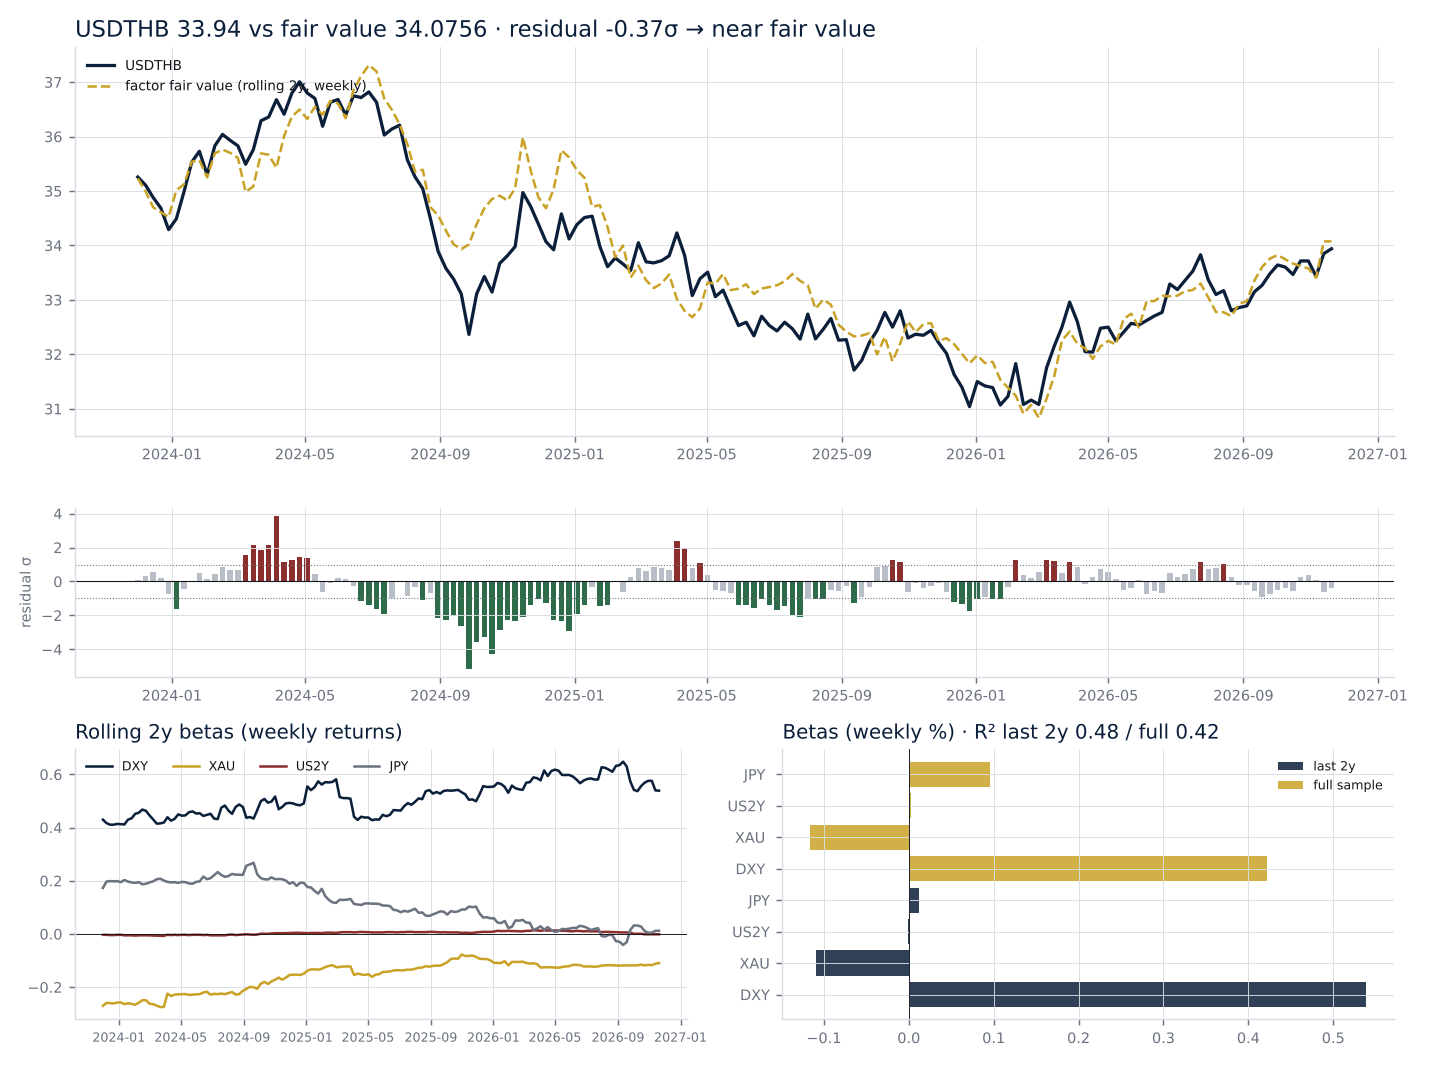 USDTHB 33.94 vs fair value 34.0756 · residual -0.37σ → near fair value
USDTHB
factor fair value (rolling 2y, weekly)
37
36
35
34
33
32
31
2024-01 2024-05 2024-09 2025-01 2025-05 2025-09 2026-01 2026-05 2026-09 2027-01
residual σ
4
2
0
−2
−4
2024-01 2024-05 2024-09 2025-01 2025-05 2025-09 2026-01 2026-05 2026-09 2027-01
Rolling 2y betas (weekly returns)
DXY XAU US2Y JPY
0.6
0.4
0.2
0.0
−0.2
2024-01 2024-05 2024-09 2025-01 2025-05 2025-09 2026-01 2026-05 2026-09 2027-01
Betas (weekly %) · R² last 2y 0.48 / full 0.42
last 2y
full sample
JPY
US2Y
XAU
DXY
JPY
US2Y
XAU
DXY
−0.1 0.0 0.1 0.2 0.3 0.4 0.5